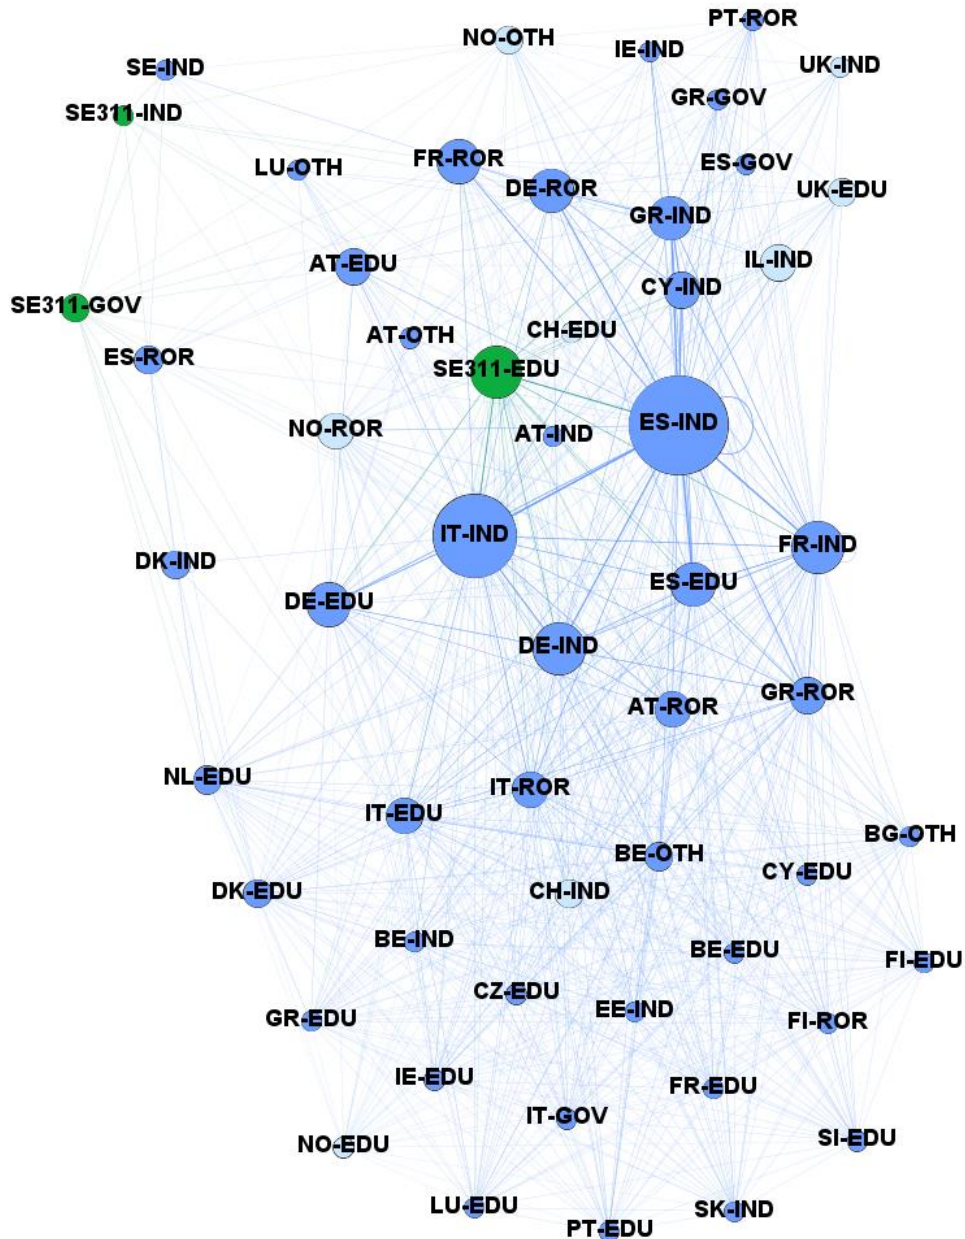 PT-ROR
NO-OTH
IE-IND
SE-IND
UK-IND
GR-GOV
SE311-IND
FR-ROR
ES-GOV
LU-OTH
DE-ROR
UK-EDU
GR-IND
AT-EDU
IL-IND
CY-IND
SE311-GOV
CH-EDU
AT-OTH
ES-ROR
SE311-EDU
ES-IND
NO-ROR
AT-IND
IT-IND
FR-IND
DK-IND
ES-EDU
DE-EDU
DE-IND
GR-ROR
AT-ROR
NL-EDU
IT-ROR
IT-EDU
BG-OTH
BE-OTH
CY-EDU
DK-EDU
CH-IND
BE-IND
BE-EDU
FI-EDU
CZ-EDU
EE-IND
GR-EDU
FI-ROR
IE-EDU
FR-EDU
IT-GOV
SI-EDU
NO-EDU
LU-EDU
SK-IND
PT-EDU